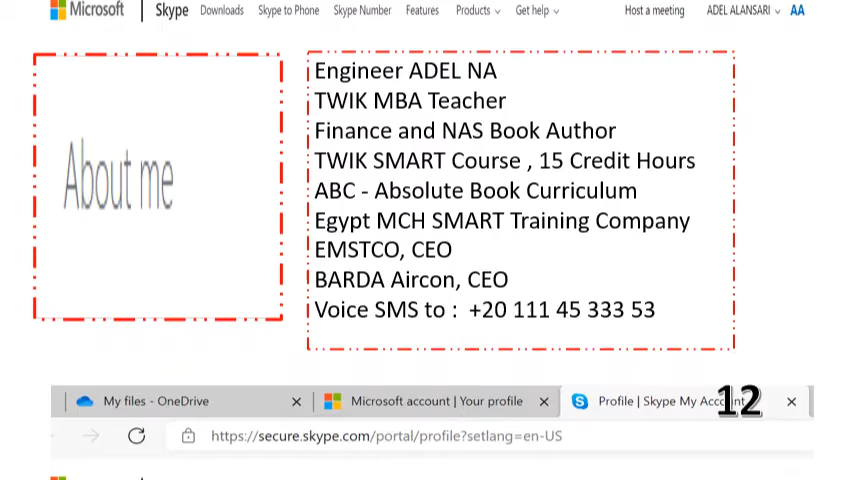 Microsoft | Skype Downloads Skype to Phone Skype Number Features Products Get help Host a meeting ADEL ALANSARI AA
About me
Engineer ADEL NA
TWIK MBA Teacher
Finance and NAS Book Author
TWIK SMART Course , 15 Credit Hours
ABC - Absolute Book Curriculum
Egypt MCH SMART Training Company
EMSTCO, CEO
BARDA Aircon, CEO
Voice SMS to : +20 111 45 333 53
My files - OneDrive Microsoft account | Your profile Profile | Skype My Account
12
https://secure.skype.com/portal/profile?setlang=en-US